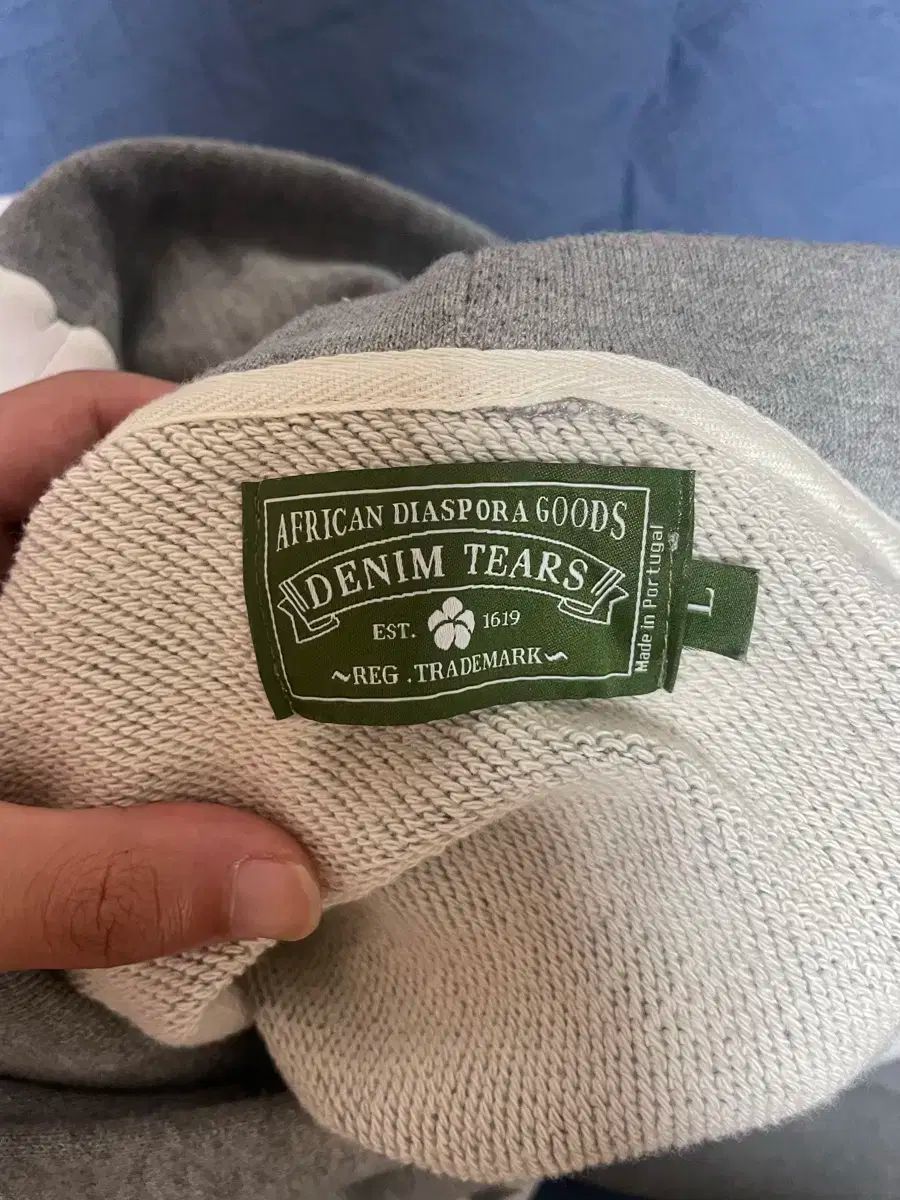 AFRICAN DIASPORA GOODS
DENIM TEARS
EST. 1619
~REG .TRADEMARK~
Made in Portugal
L